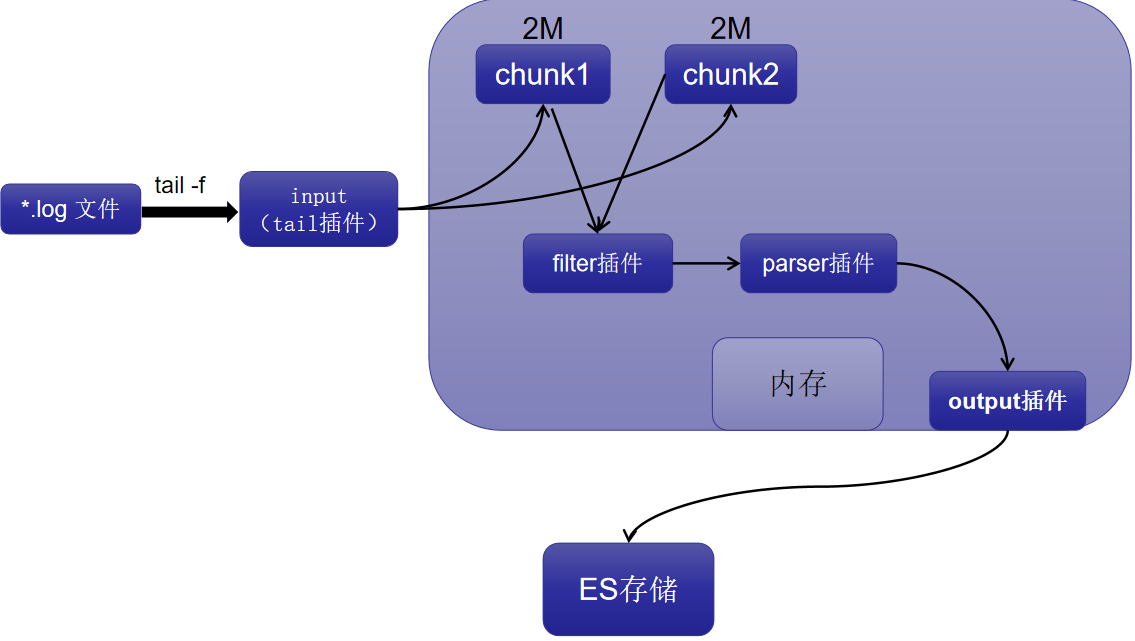 2M
2M
chunk1
chunk2
tail -f
*.log 文件
input
（tail插件）
filter插件
parser插件
内存
output插件
ES存储